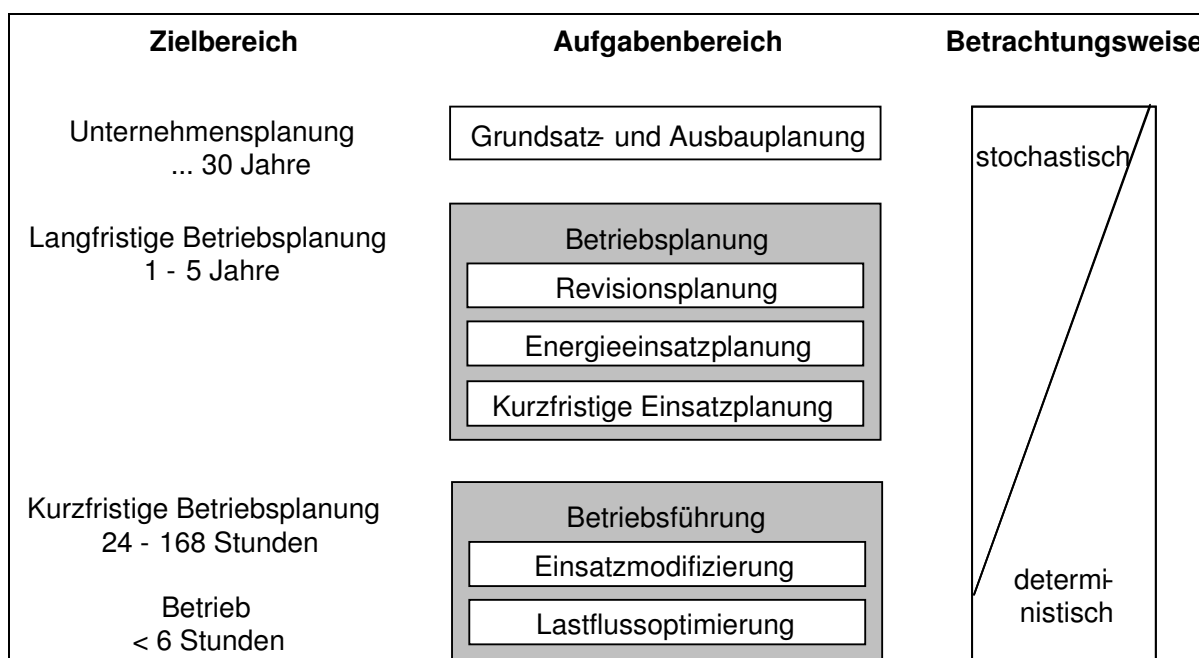 Zielbereich
Aufgabenbereich
Betrachtungsweise
Unternehmensplanung
... 30 Jahre
Grundsatz- und Ausbauplanung
stochastisch
Langfristige Betriebsplanung
1 - 5 Jahre
Betriebsplanung
Revisionsplanung
Energieeinsatzplanung
Kurzfristige Einsatzplanung
Kurzfristige Betriebsplanung
24 - 168 Stunden
Betriebsführung
Einsatzmodifizierung
Betrieb
< 6 Stunden
Lastflussoptimierung
determi-
nistisch